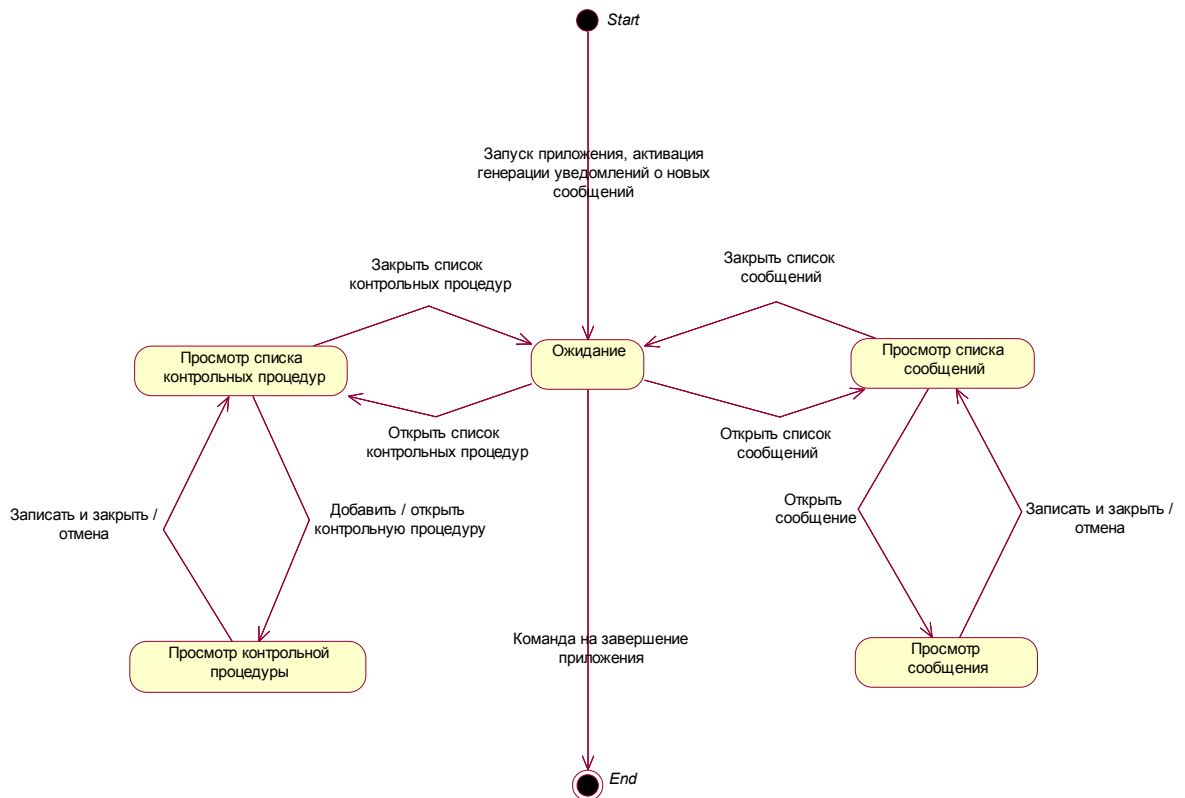 Start
Запуск приложения, активация
генерации уведомлений о новых
сообщений
Закрыть список
контрольных процедур
Закрыть список
сообщений
Просмотр списка
контрольных процедур
Ожидание
Просмотр списка
сообщений
Открыть список
контрольных процедур
Открыть список
сообщений
Записать и закрыть /
отмена
Добавить / открыть
контрольную процедуру
Открыть
сообщение
Записать и закрыть /
отмена
Просмотр контрольной
процедуры
Команда на завершение
приложения
Просмотр
сообщения
End